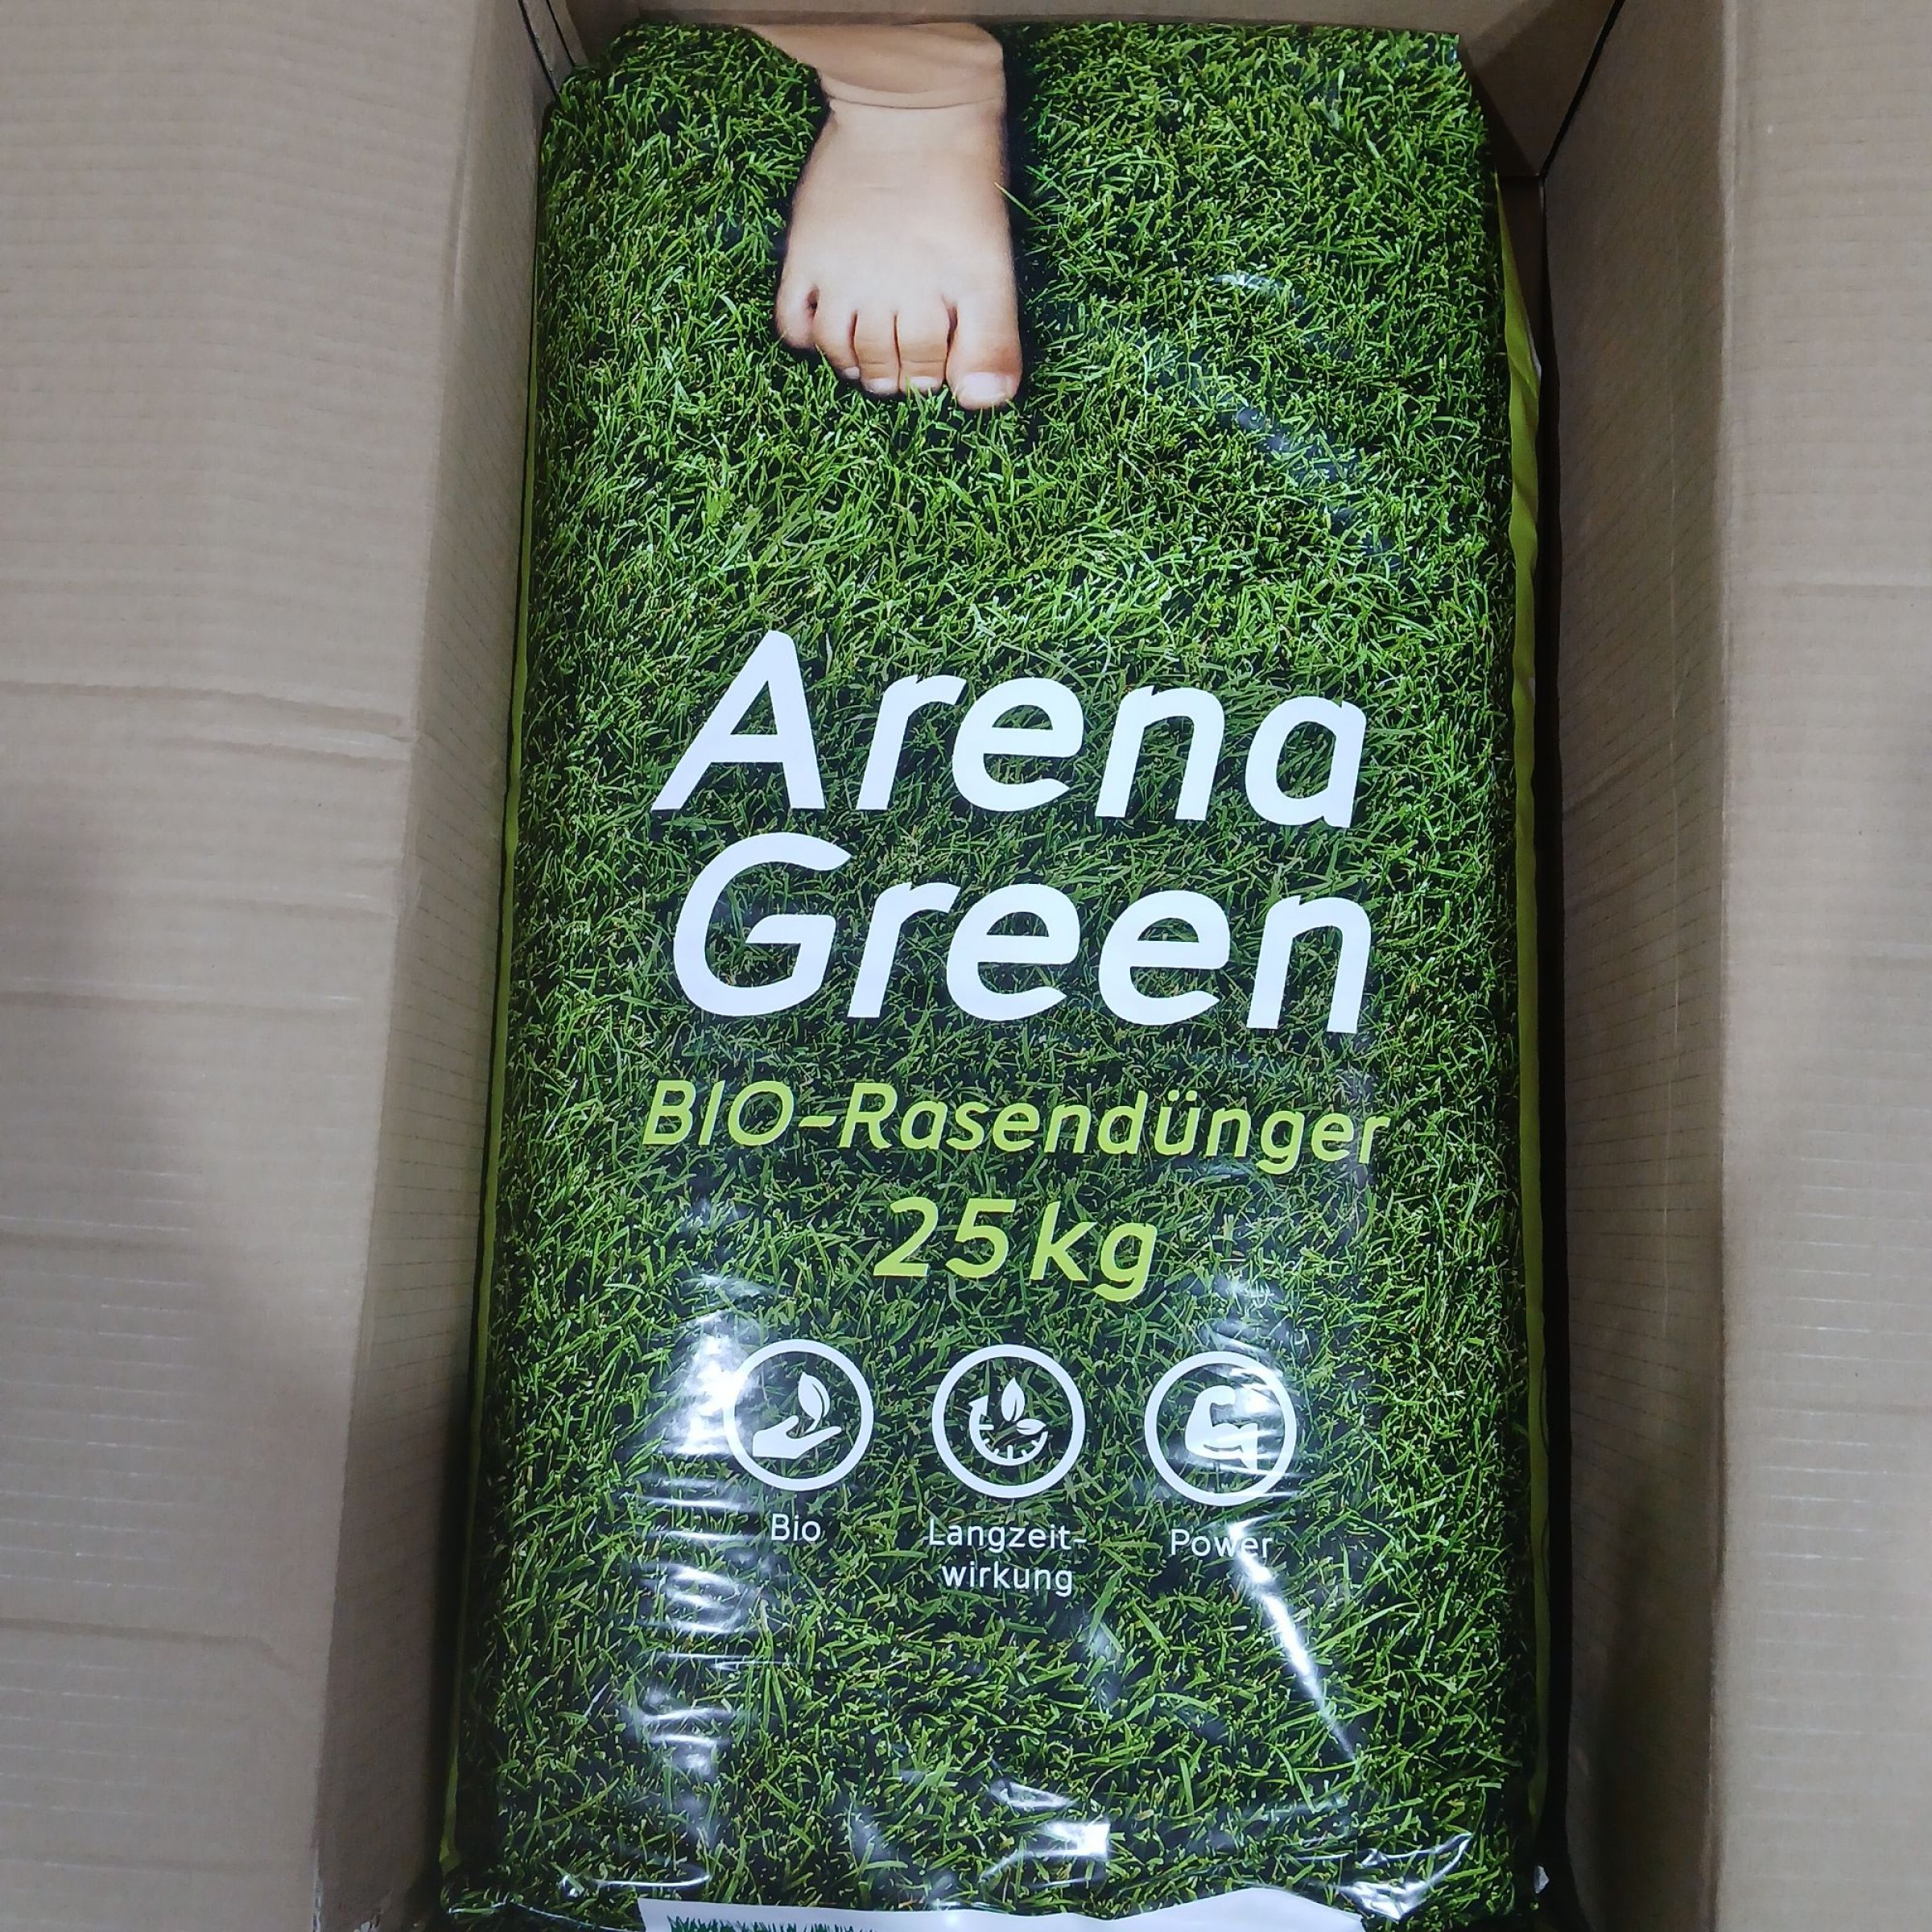 Arena
Green
BIO-Rasendünger
25kg
Bio
Langzeit-
wirkung
Power